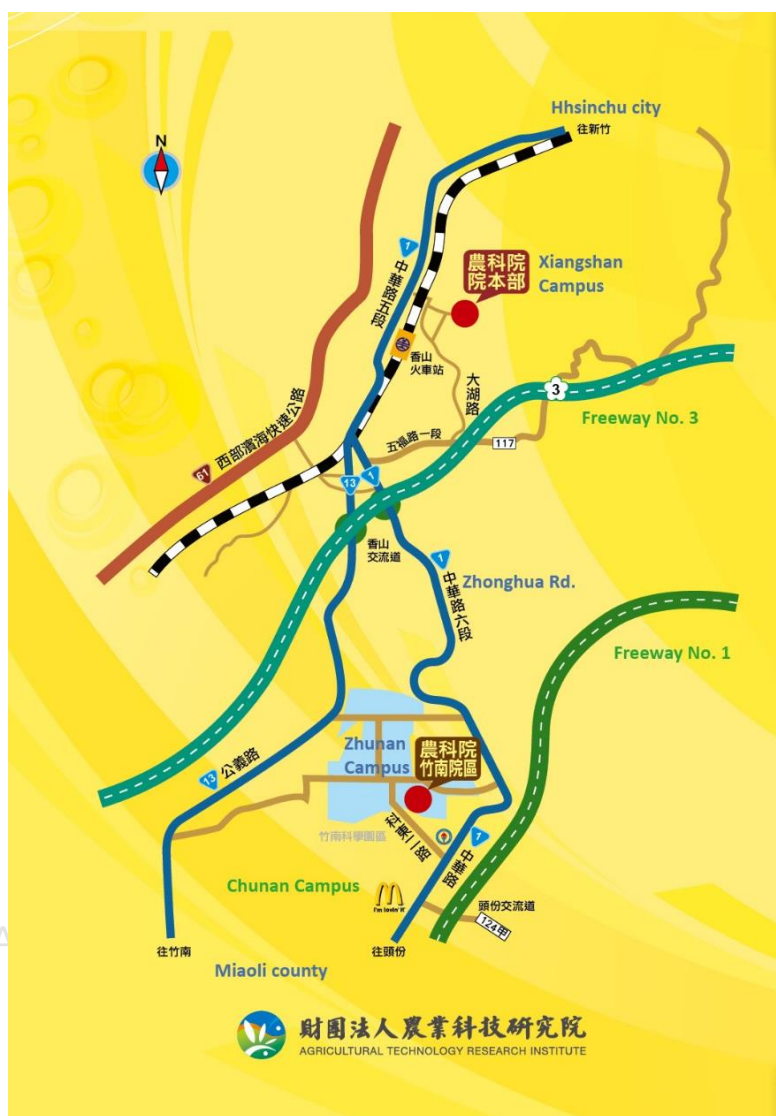 Hhsinchu city
往新竹
N
1
中華路五段
農科院
院本部
Xiangshan
Campus
香山
火車站
大湖路
3
Freeway No. 3
西部濱海快速公路
61
五福路一段
117
13
1
香山
交流道
1
中華路六段
Zhonghua Rd.
Freeway No. 1
Zhunan
Campus
農科院
竹南院區
13
公義路
竹南科學園區
科東二路
1
中華路
Chunan Campus
i'm lovin' it
頭份交流道
124甲
往竹南
往頭份
Miaoli county
財團法人農業科技研究院
AGRICULTURAL TECHNOLOGY RESEARCH INSTITUTE